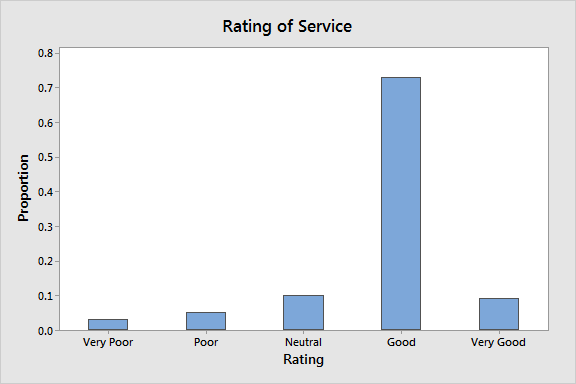 Rating of Service
0.8
0.7
0.6
0.5
0.4
0.3
0.2
0.1
0.0
Proportion
Very Poor Poor Neutral Good Very Good
Rating